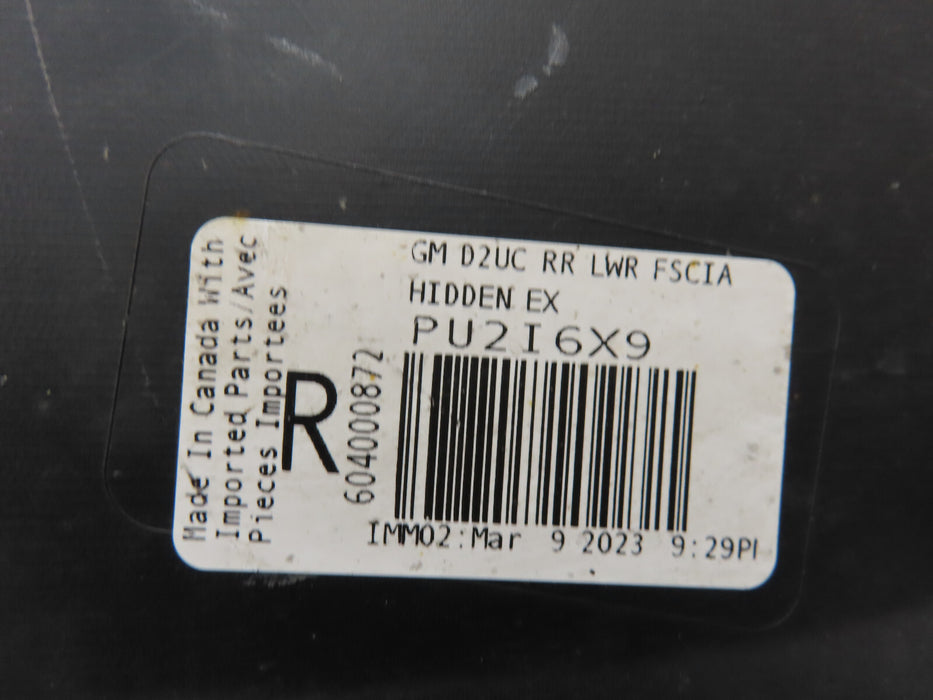 GM D2UC RR LWR FSCIA
HIDDEN EX
PU2I6X9
Made In Canada With
Imported Parts/Avec
Pieces Importees
R
604000872
IMM02:Mar 9 2023 9:29P